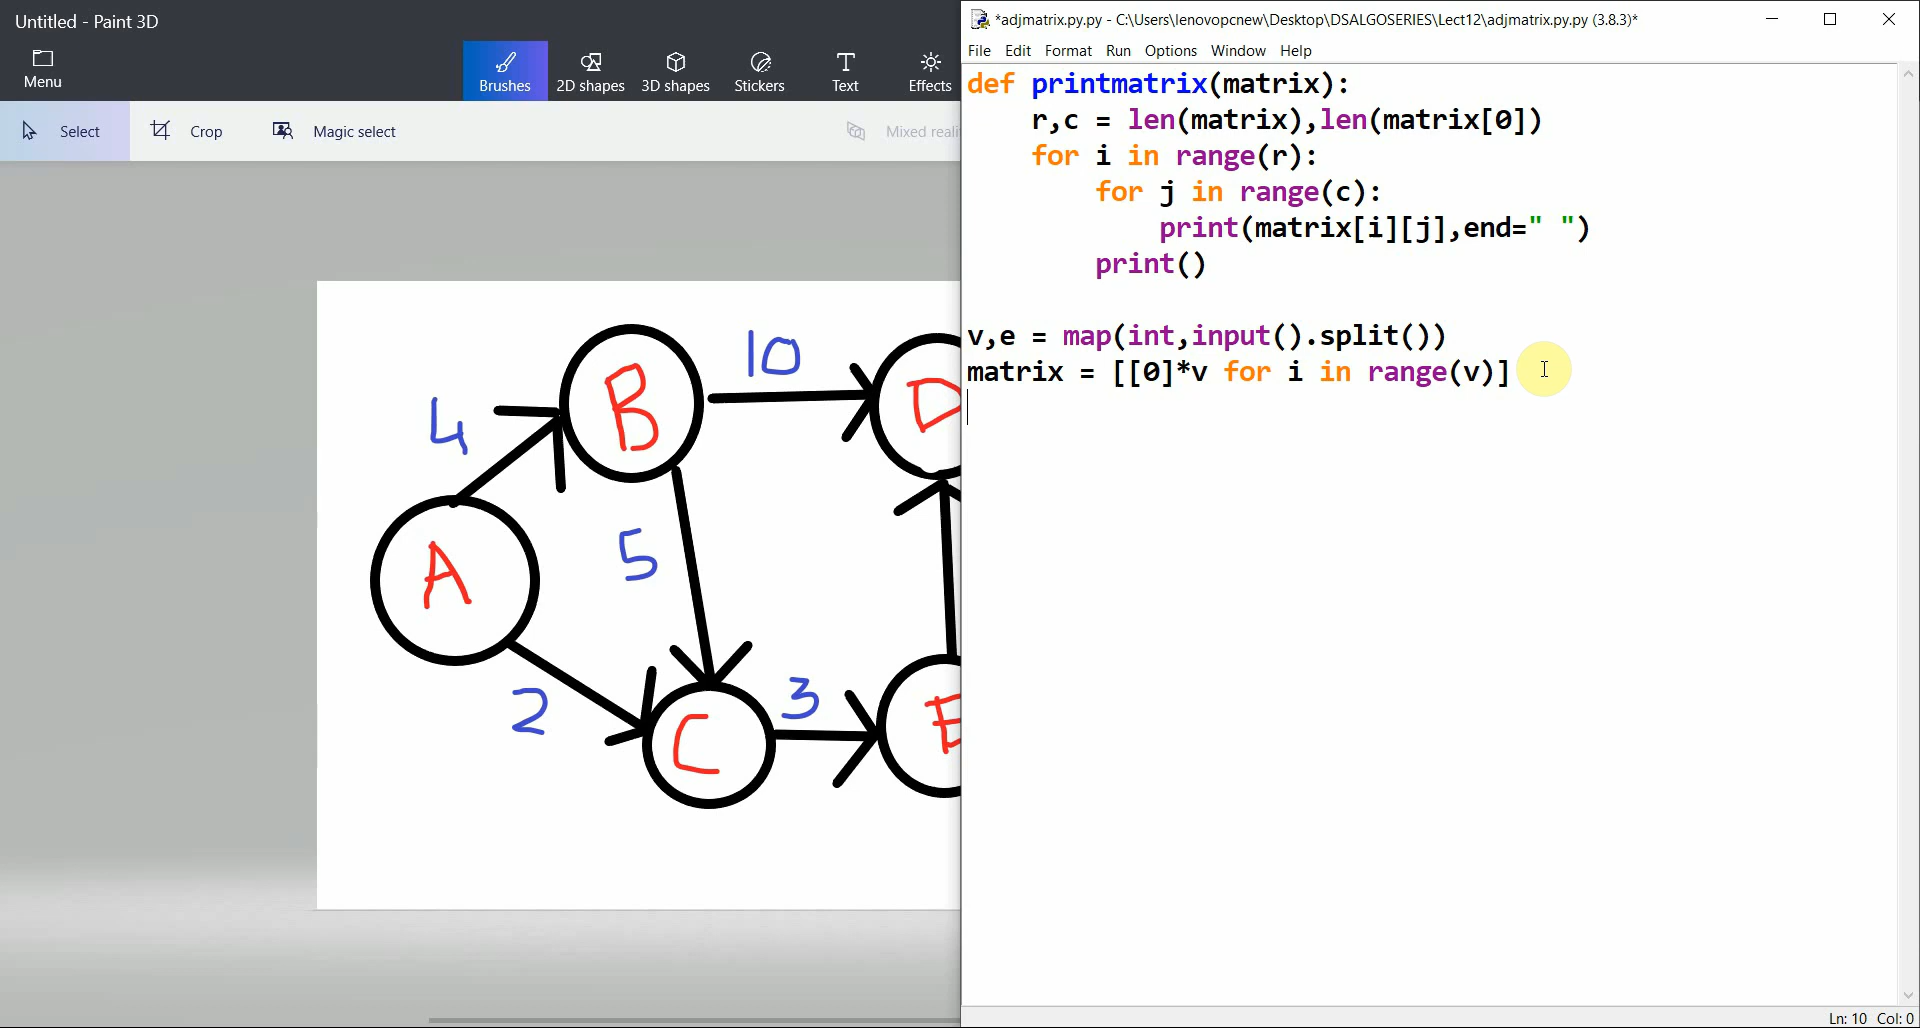 Untitled - Paint 3D
Menu
Brushes
2D shapes
3D shapes
Stickers
Text
Effects
Select
Crop
Magic select
Mixed reali
4
B
10
D
A
5
2
C
3
E
*adjmatrix.py.py - C:\Users\lenovopcnew\Desktop\DSALGOSERIES\Lect12\adjmatrix.py.py (3.8.3)*
File Edit Format Run Options Window Help
def printmatrix(matrix):
    r,c = len(matrix),len(matrix[0])
    for i in range(r):
        for j in range(c):
            print(matrix[i][j],end=" ")
        print()
v,e = map(int,input().split())
matrix = [[0]*v for i in range(v)]
Ln: 10 Col: 0